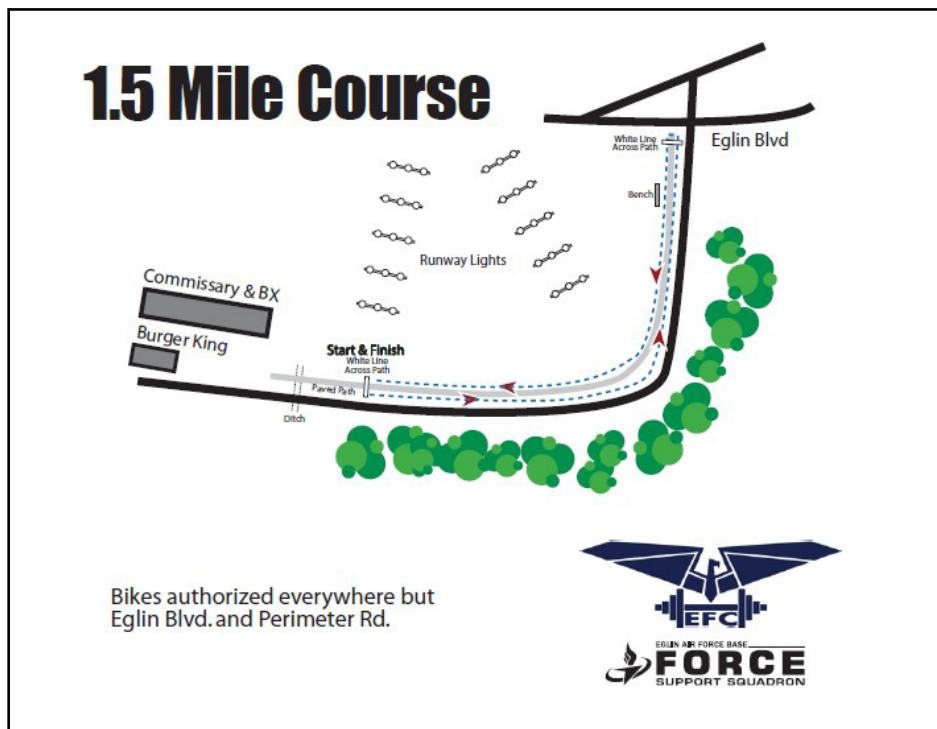 1.5 Mile Course
White Line
Across Path
Eglin Blvd
Bench
Runway Lights
Commissary & BX
Burger King
Start & Finish
White Line
Across Path
Paved Path
Ditch
Bikes authorized everywhere but
Eglin Blvd. and Perimeter Rd.
EFC
EGLIN AIR FORCE BASE
FORCE
SUPPORT SQUADRON